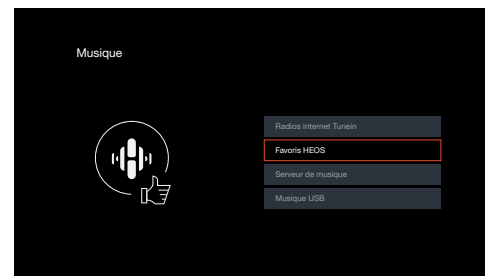 Musique
Radios internet Tunein
Favoris HEOS
Serveur de musique
Musique USB